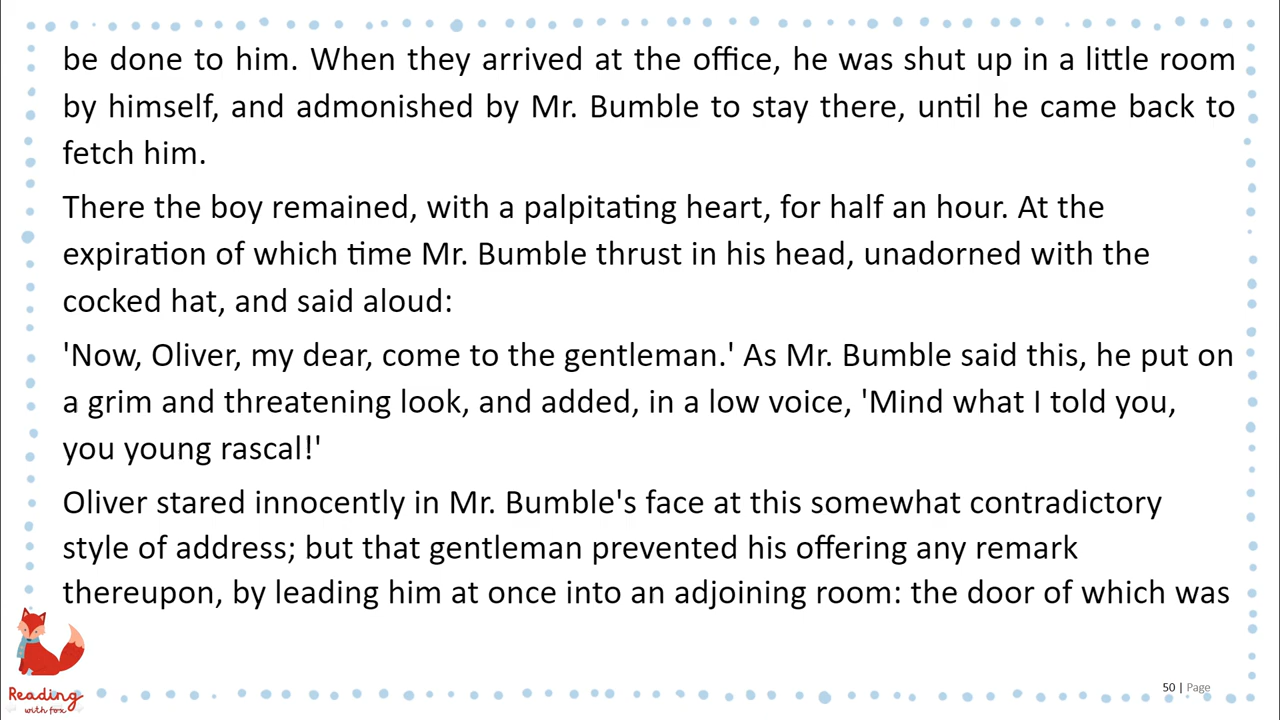 be done to him. When they arrived at the office, he was shut up in a little room
by himself, and admonished by Mr. Bumble to stay there, until he came back to
fetch him.
There the boy remained, with a palpitating heart, for half an hour. At the
expiration of which time Mr. Bumble thrust in his head, unadorned with the
cocked hat, and said aloud:
'Now, Oliver, my dear, come to the gentleman.' As Mr. Bumble said this, he put on
a grim and threatening look, and added, in a low voice, 'Mind what I told you,
you young rascal!'
Oliver stared innocently in Mr. Bumble's face at this somewhat contradictory
style of address; but that gentleman prevented his offering any remark
thereupon, by leading him at once into an adjoining room: the door of which was
50 | Page
Reading
with fox